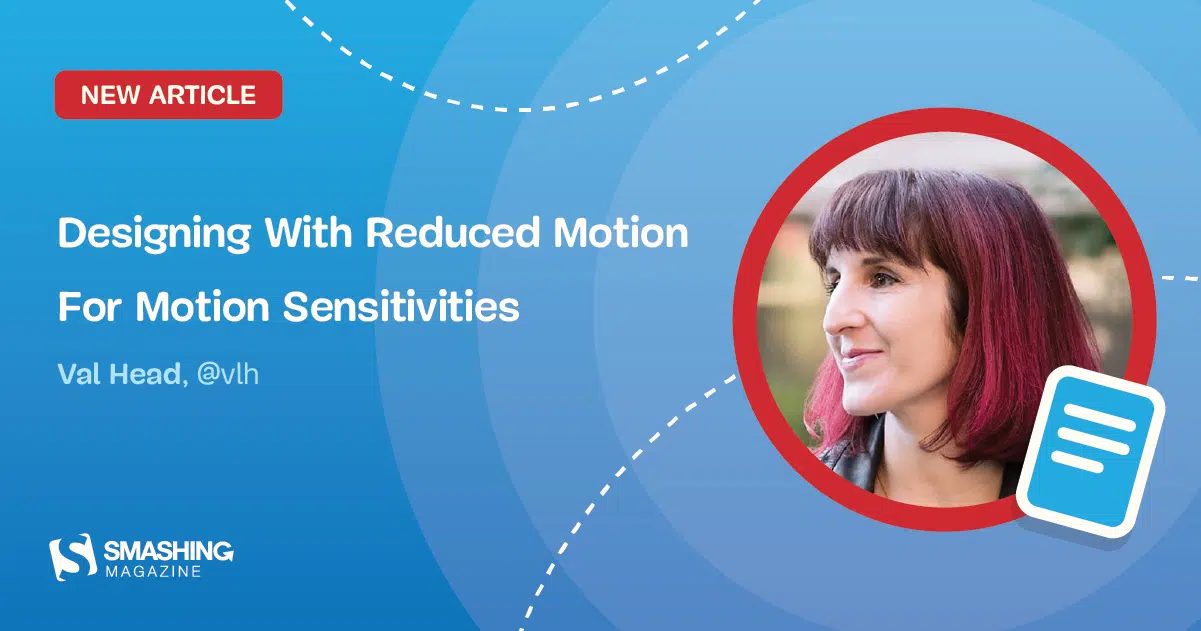 NEW ARTICLE
Designing With Reduced Motion
For Motion Sensitivities
Val Head, @vlh
SMASHING
MAGAZINE